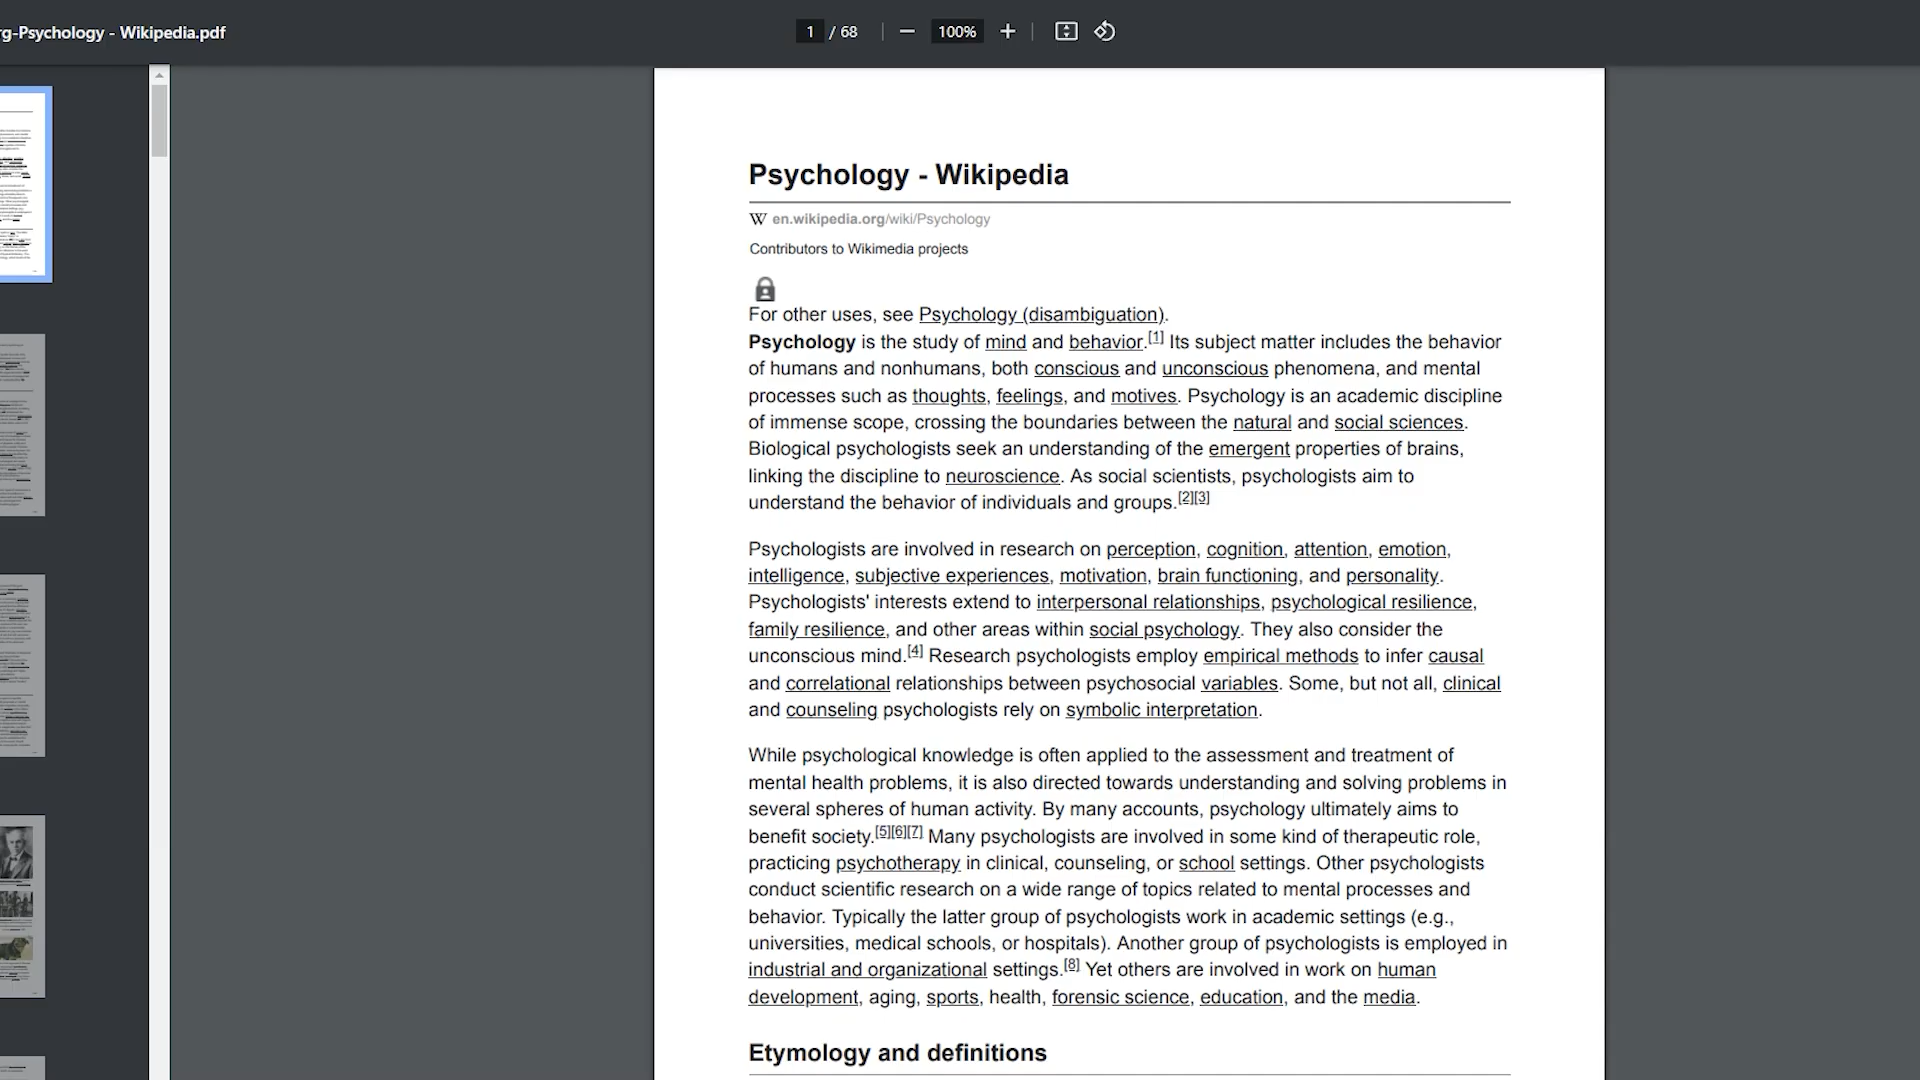 rg-Psychology - Wikipedia.pdf
1 / 68
100%
Psychology - Wikipedia
W en.wikipedia.org/wiki/Psychology
Contributors to Wikimedia projects
For other uses, see Psychology (disambiguation).
Psychology is the study of mind and behavior.[1] Its subject matter includes the behavior
of humans and nonhumans, both conscious and unconscious phenomena, and mental
processes such as thoughts, feelings, and motives. Psychology is an academic discipline
of immense scope, crossing the boundaries between the natural and social sciences.
Biological psychologists seek an understanding of the emergent properties of brains,
linking the discipline to neuroscience. As social scientists, psychologists aim to
understand the behavior of individuals and groups.[2][3]
Psychologists are involved in research on perception, cognition, attention, emotion,
intelligence, subjective experiences, motivation, brain functioning, and personality.
Psychologists' interests extend to interpersonal relationships, psychological resilience,
family resilience, and other areas within social psychology. They also consider the
unconscious mind.[4] Research psychologists employ empirical methods to infer causal
and correlational relationships between psychosocial variables. Some, but not all, clinical
and counseling psychologists rely on symbolic interpretation.
While psychological knowledge is often applied to the assessment and treatment of
mental health problems, it is also directed towards understanding and solving problems in
several spheres of human activity. By many accounts, psychology ultimately aims to
benefit society.[5][6][7] Many psychologists are involved in some kind of therapeutic role,
practicing psychotherapy in clinical, counseling, or school settings. Other psychologists
conduct scientific research on a wide range of topics related to mental processes and
behavior. Typically the latter group of psychologists work in academic settings (e.g.,
universities, medical schools, or hospitals). Another group of psychologists is employed in
industrial and organizational settings.[8] Yet others are involved in work on human
development, aging, sports, health, forensic science, education, and the media.
Etymology and definitions